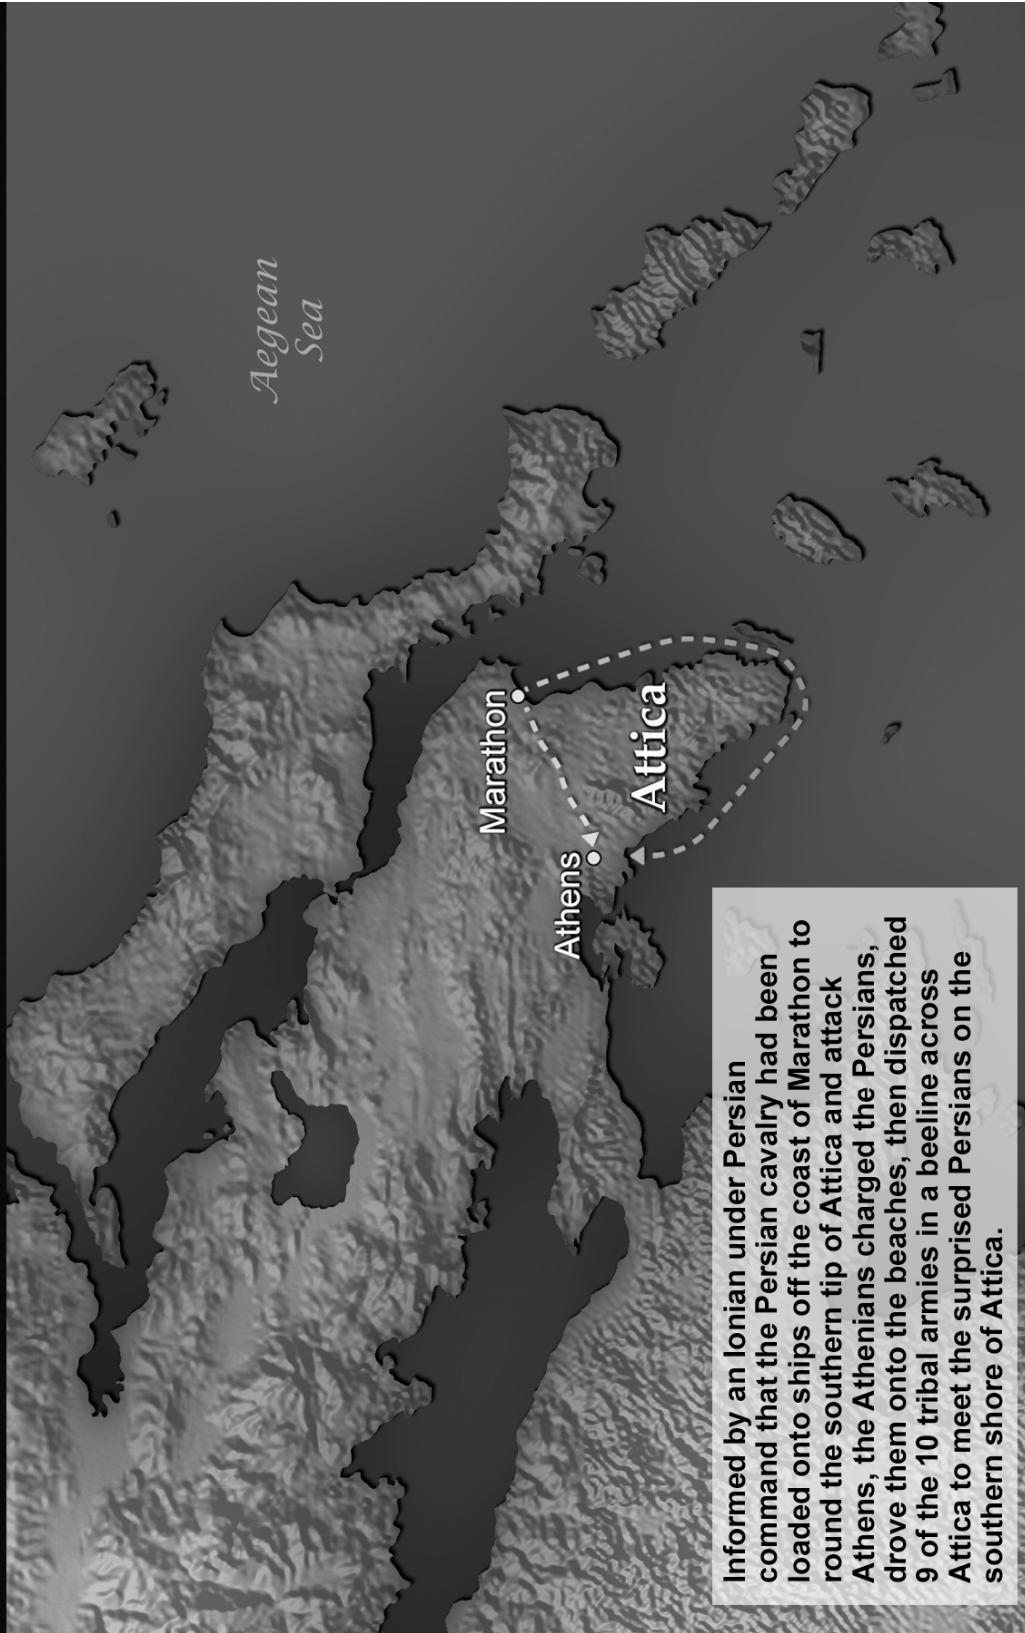 Aegean
Sea
Marathon
Athens
Attica
Informed by an Ionian under Persian
command that the Persian cavalry had been
loaded onto ships off the coast of Marathon to
round the southern tip of Attica and attack
Athens, the Athenians charged the Persians,
drove them onto the beaches, then dispatched
9 of the 10 tribal armies in a beeline across
Attica to meet the surprised Persians on the
southern shore of Attica.